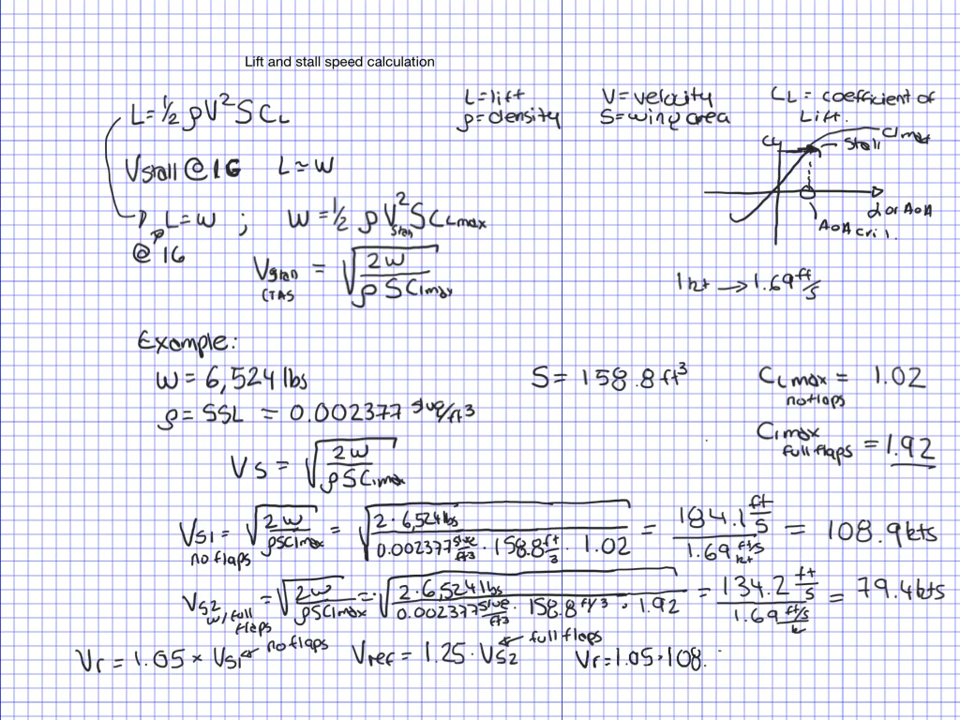 Lift and stall speed calculation
L = ½ ρV²SCL
L = lift
ρ = density
V = velocity
S = wing area
CL = coefficient of
Lift.
Vstall @ 1G L = W
CL
CLmax
Stall
α or AoA
AoA crit.
L = W ; W = ½ ρ V²stall S CLmax
@ 1G
Vstall = √(2W / ρ S CLmax)
(TAS
1 kt → 1.69 ft/s
Example:
W = 6,524 lbs S = 158.8 ft³ CLmax = 1.02
no flaps
ρ = SSL = 0.002377 slug/ft³
CLmax = 1.92
full flaps
VS = √(2W / ρ S CLmax)
VS1 = √(2W / ρSCLmax) = √(2 · 6,524 lbs / 0.002377 slug/ft3 · 158.8 ft/3 · 1.02) = 184.1 ft/s / 1.69 ft/s/kt = 108.9 kts
no flaps
VS2 = √(2W / ρSCLmax) = √(2 · 6,524 lbs / 0.002377 slug/ft3 · 158.8 ft/3 · 1.92) = 134.2 ft/s / 1.69 ft/s/k = 79.4 kts
w/ full
flaps
Vr = 1.05 × VS1 ← no flaps Vref = 1.25 · VS2 ← full flaps Vr = 1.05 · 108.